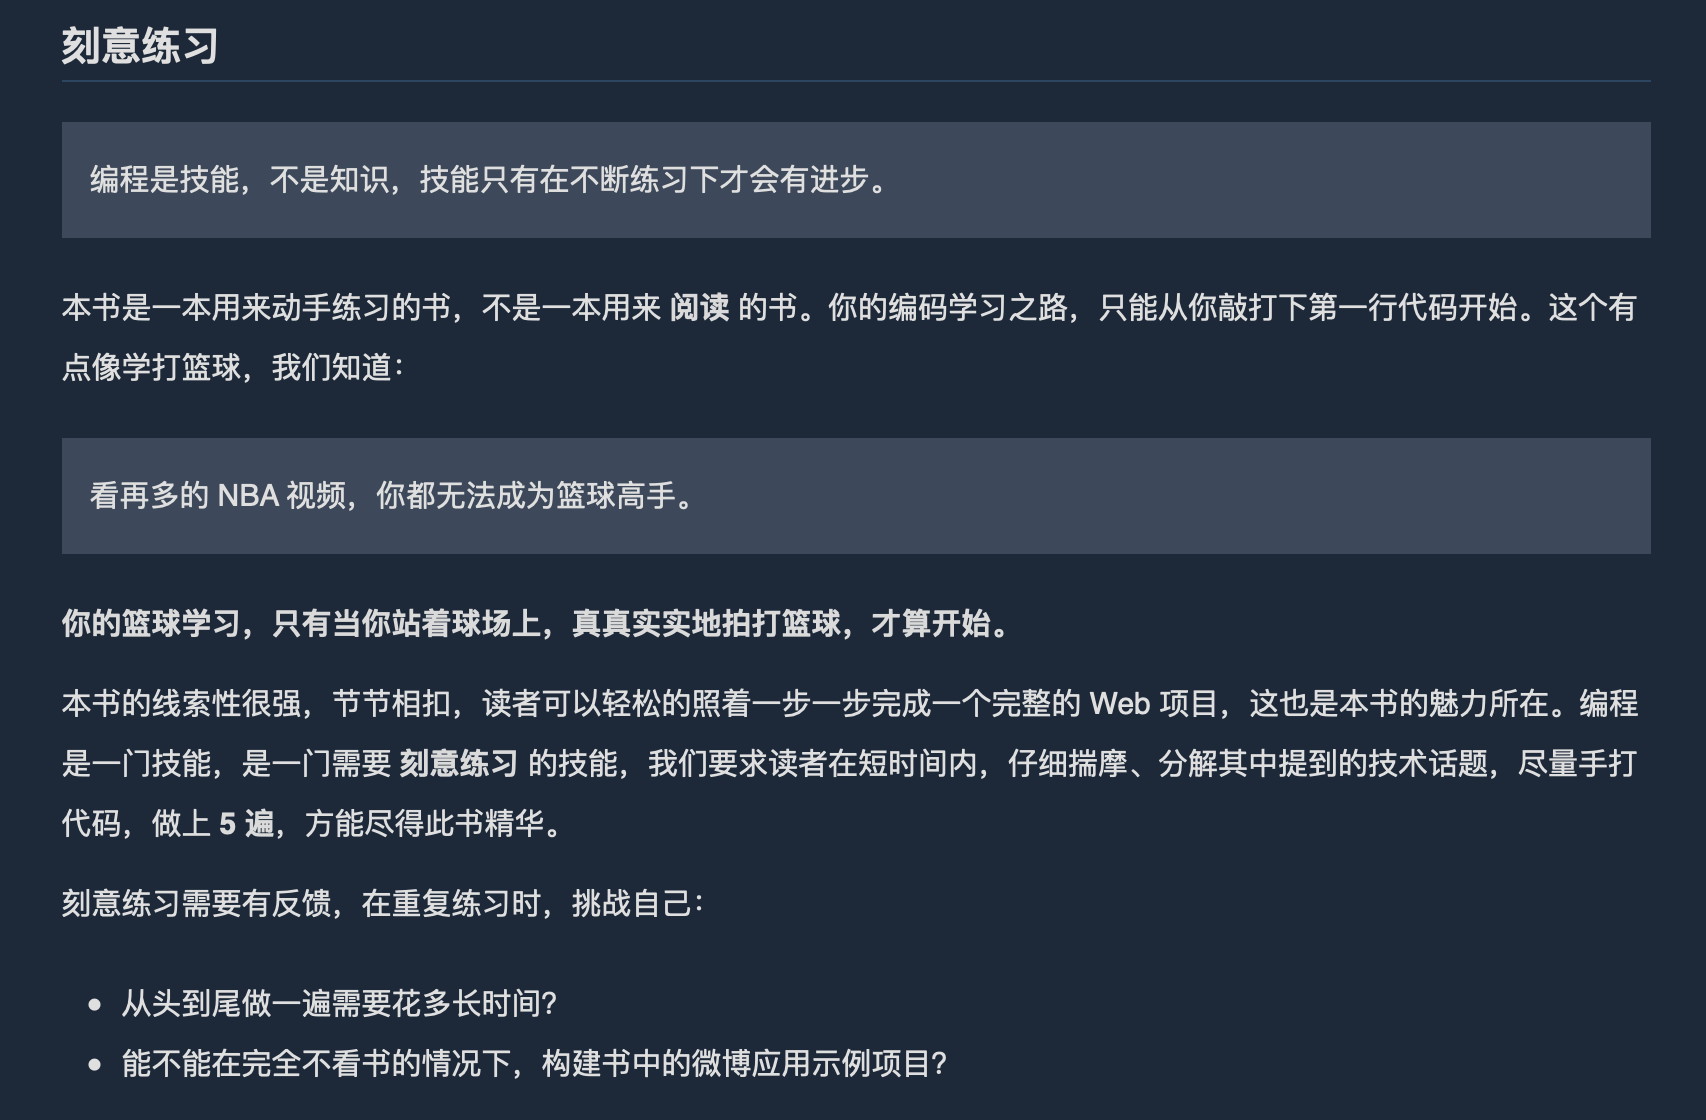 刻意练习
编程是技能，不是知识，技能只有在不断练习下才会有进步。
本书是一本用来动手练习的书，不是一本用来 阅读 的书。你的编码学习之路，只能从你敲打下第一行代码开始。这个有
点像学打篮球，我们知道：
看再多的 NBA 视频，你都无法成为篮球高手。
你的篮球学习，只有当你站着球场上，真真实实地拍打篮球，才算开始。
本书的线索性很强，节节相扣，读者可以轻松的照着一步一步完成一个完整的 Web 项目，这也是本书的魅力所在。编程
是一门技能，是一门需要 刻意练习 的技能，我们要求读者在短时间内，仔细揣摩、分解其中提到的技术话题，尽量手打
代码，做上 5 遍，方能尽得此书精华。
刻意练习需要有反馈，在重复练习时，挑战自己：
• 从头到尾做一遍需要花多长时间？
• 能不能在完全不看书的情况下，构建书中的微博应用示例项目？